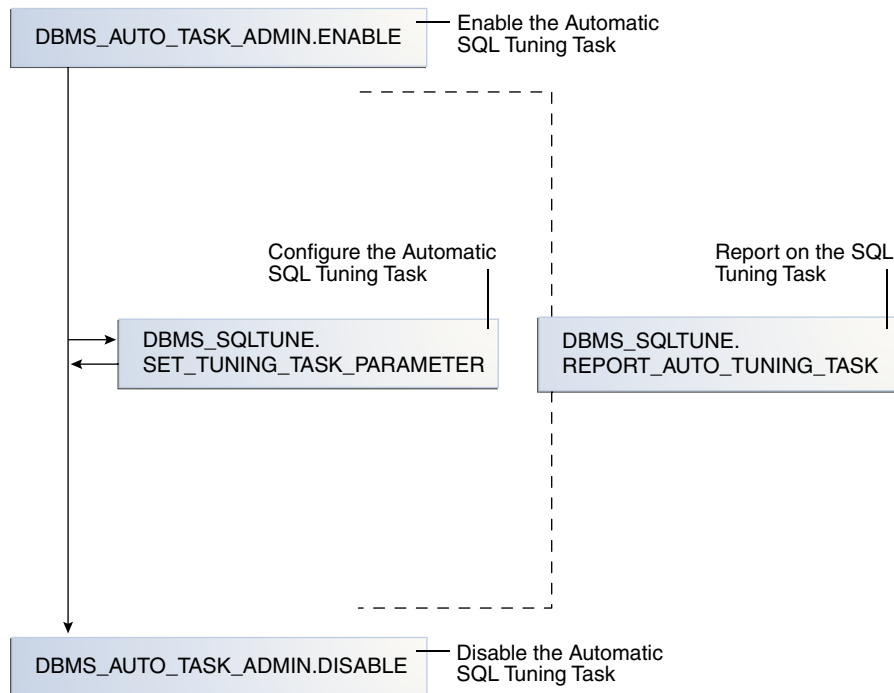 DBMS_AUTO_TASK_ADMIN.ENABLE
Enable the Automatic
SQL Tuning Task
Configure the Automatic
SQL Tuning Task
Report on the SQL
Tuning Task
DBMS_SQLTUNE.
SET_TUNING_TASK_PARAMETER
DBMS_SQLTUNE.
REPORT_AUTO_TUNING_TASK
DBMS_AUTO_TASK_ADMIN.DISABLE
Disable the Automatic
SQL Tuning Task